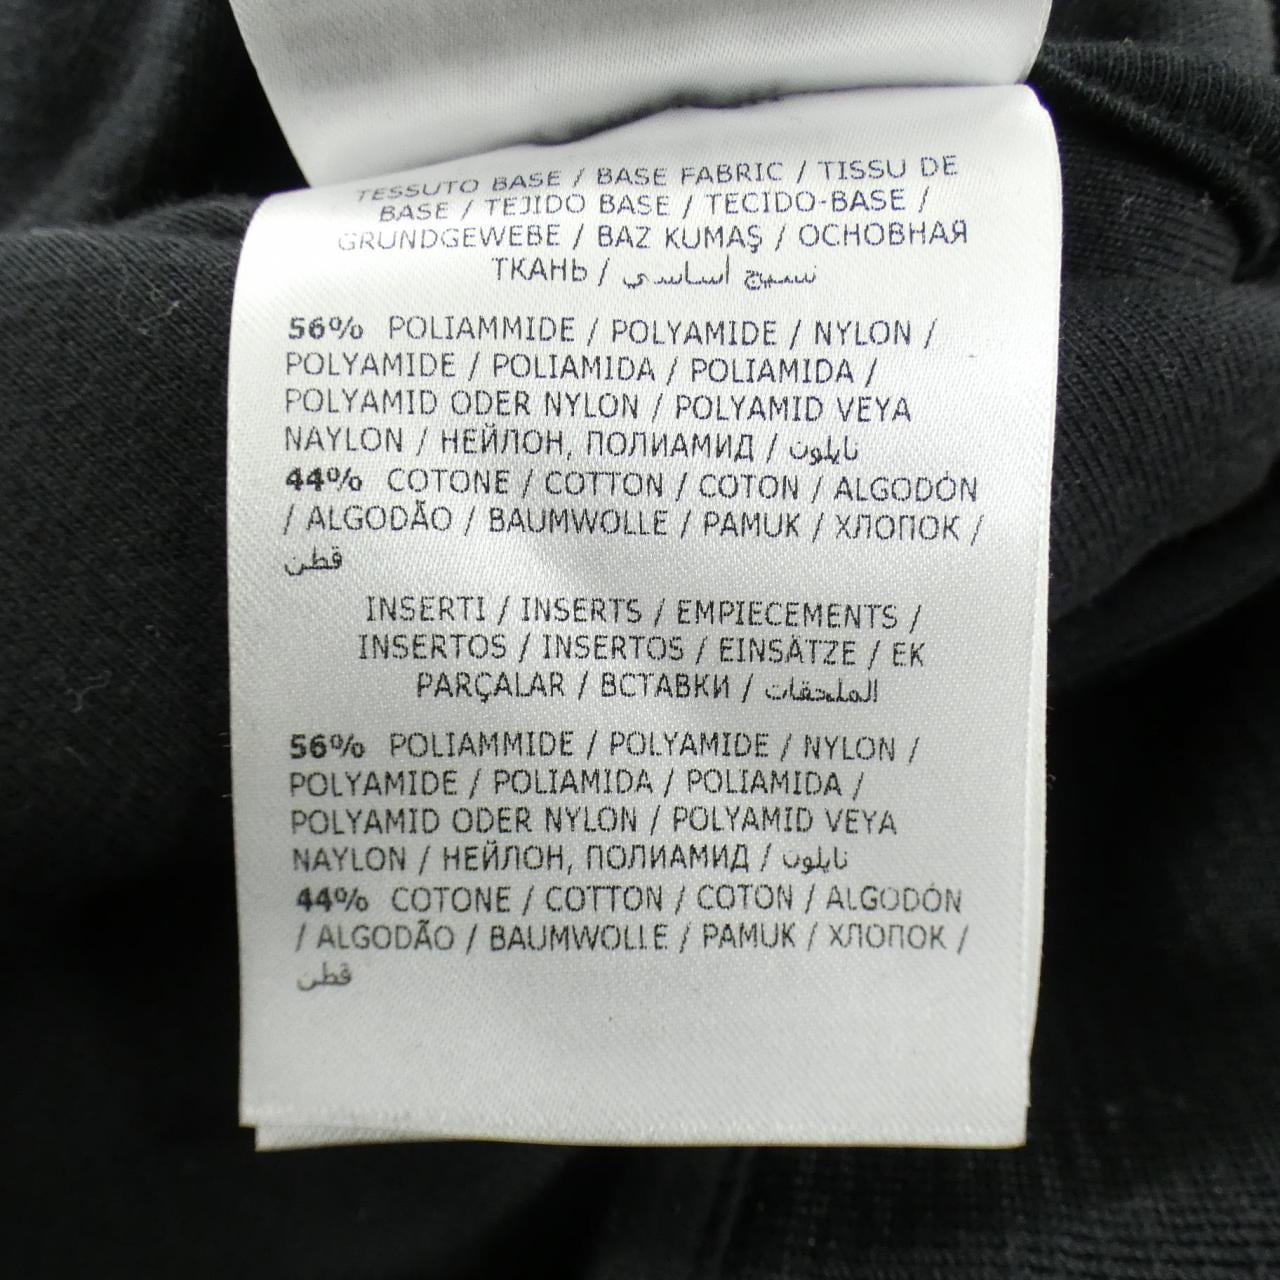 TESSUTO BASE / BASE FABRIC / TISSU DE
BASE / TEJIDO BASE / TECIDO-BASE /
GRUNDGEWEBE / BAZ KUMAŞ / ОСНОВНАЯ
ТКАНЬ / نسيج أساسي
56% POLIAMMIDE / POLYAMIDE / NYLON /
POLYAMIDE / POLIAMIDA / POLIAMIDA /
POLYAMID ODER NYLON / POLYAMID VEYA
NAYLON / НЕЙЛОН, ПОЛИАМИД / نايلون
44% COTONE / COTTON / COTON / ALGODÓN
/ ALGODÃO / BAUMWOLLE / PAMUK / ХЛОПОК /
قطن
INSERTI / INSERTS / EMPIECEMENTS /
INSERTOS / INSERTOS / EINSÄTZE / EK
PARÇALAR / ВСТАВКИ / الملحقات
56% POLIAMMIDE / POLYAMIDE / NYLON /
POLYAMIDE / POLIAMIDA / POLIAMIDA /
POLYAMID ODER NYLON / POLYAMID VEYA
NAYLON / НЕЙЛОН, ПОЛИАМИД / نايلون
44% COTONE / COTTON / COTON / ALGODÓN
/ ALGODÃO / BAUMWOLLE / PAMUK / ХЛОПОК /
قطن